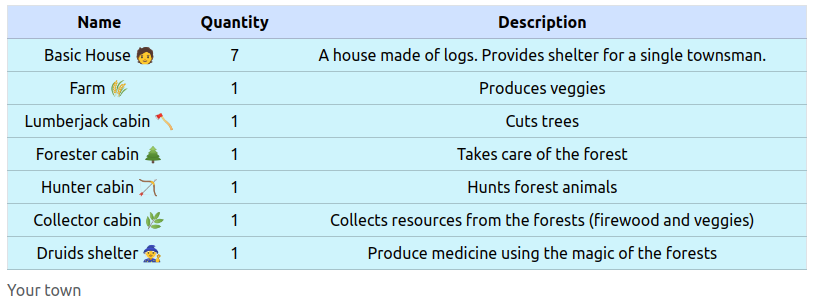 Name Quantity Description
Basic House 🧑 7 A house made of logs. Provides shelter for a single townsman.
Farm 🌾 1 Produces veggies
Lumberjack cabin 🪓 1 Cuts trees
Forester cabin 🌲 1 Takes care of the forest
Hunter cabin 🏹 1 Hunts forest animals
Collector cabin 🌿 1 Collects resources from the forests (firewood and veggies)
Druids shelter 🧙 1 Produce medicine using the magic of the forests
Your town